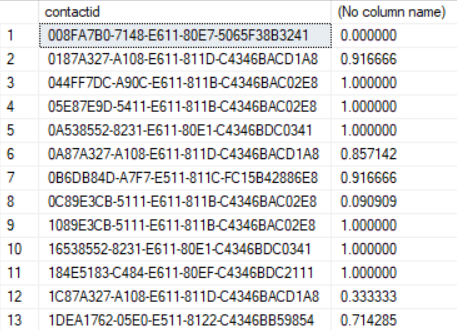 contactid (No column name)
1 008FA7B0-7148-E611-80E7-5065F38B3241 0.000000
2 0187A327-A108-E611-811D-C4346BACD1A8 0.916666
3 044FF7DC-A90C-E611-811B-C4346BAC02E8 1.000000
4 05E87E9D-5411-E611-811B-C4346BAC02E8 1.000000
5 0A538552-8231-E611-80E1-C4346BDC0341 1.000000
6 0A87A327-A108-E611-811D-C4346BACD1A8 0.857142
7 0B6DB84D-A7F7-E511-811C-FC15B42886E8 0.916666
8 0C89E3CB-5111-E611-811B-C4346BAC02E8 0.090909
9 1089E3CB-5111-E611-811B-C4346BAC02E8 1.000000
10 16538552-8231-E611-80E1-C4346BDC0341 1.000000
11 184E5183-C484-E611-80EF-C4346BDC2111 1.000000
12 1C87A327-A108-E611-811D-C4346BACD1A8 0.333333
13 1DEA1762-05E0-E511-8122-C4346BB59854 0.714285